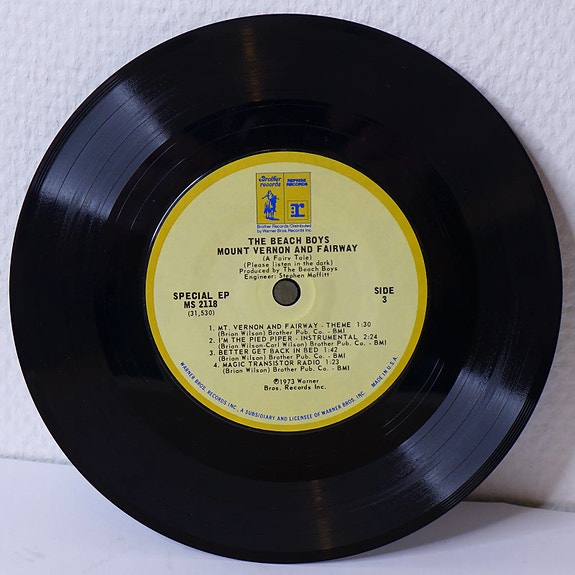 Brother
records
REPRISE
RECORDS
r:
Brother Records/Distributed
by Warner Bros. Records Inc.
THE BEACH BOYS
MOUNT VERNON AND FAIRWAY
(A Fairy Tale)
(Please listen in the dark)
Produced by The Beach Boys
Engineer: Stephen Moffitt
SPECIAL EP
MS 2118
(31,530)
SIDE
3
1. MT. VERNON AND FAIRWAY - THEME 1:30
(Brian Wilson) Brother Pub. Co. - BMI
2. I'M THE PIED PIPER - INSTRUMENTAL 2:24
(Brian Wilson-Carl Wilson) Brother Pub. Co. - BMI
3. BETTER GET BACK IN BED 1:42
(Brian Wilson) Brother Pub. Co. - BMI
4. MAGIC TRANSISTOR RADIO 1:23
(Brian Wilson) Brother Pub. Co. - BMI
℗1973 Warner
Bros. Records Inc.
WARNER BROS. RECORDS INC., A SUBSIDIARY AND LICENSEE OF WARNER BROS. INC. MADE IN U.S.A.